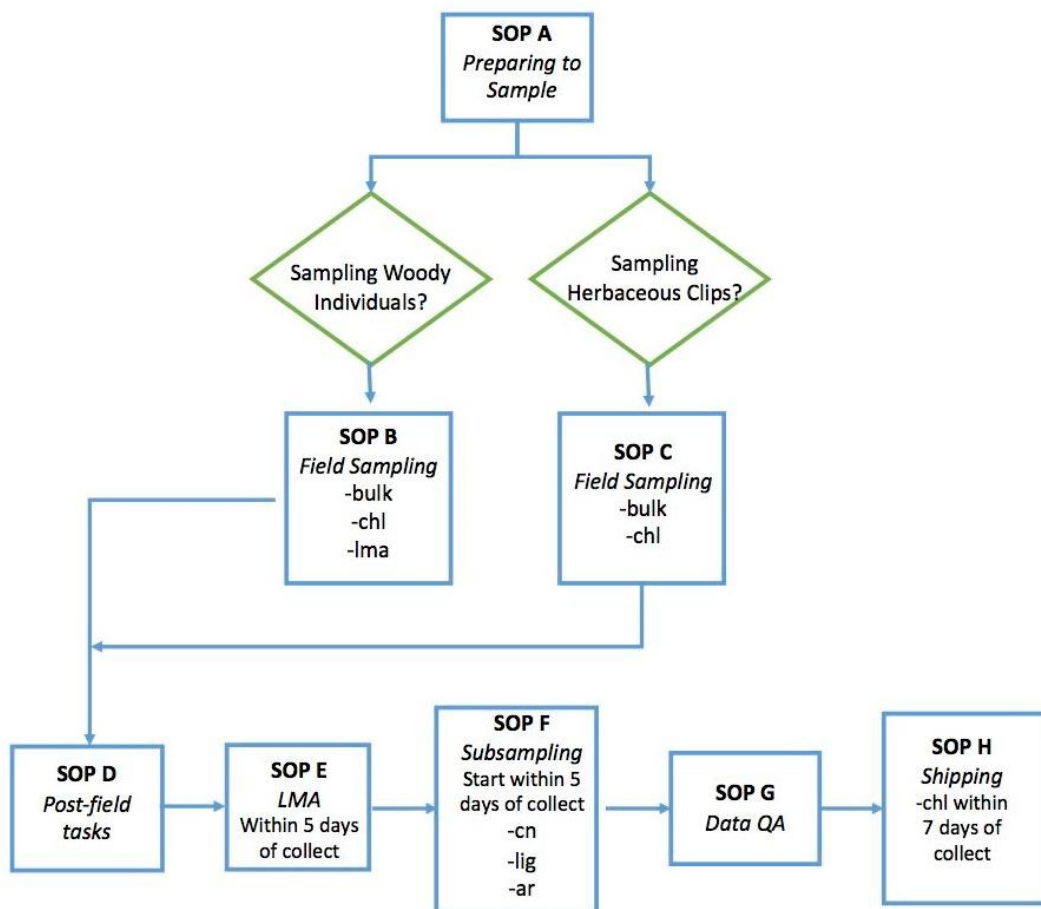 SOP A
Preparing to
Sample
Sampling Woody
Individuals?
Sampling
Herbaceous Clips?
SOP B
Field Sampling
-bulk
-chl
-lma
SOP C
Field Sampling
-bulk
-chl
SOP D
Post-field
tasks
SOP E
LMA
Within 5 days
of collect
SOP F
Subsampling
Start within 5
days of collect
-cn
-lig
-ar
SOP G
Data QA
SOP H
Shipping
-chl within
7 days of
collect